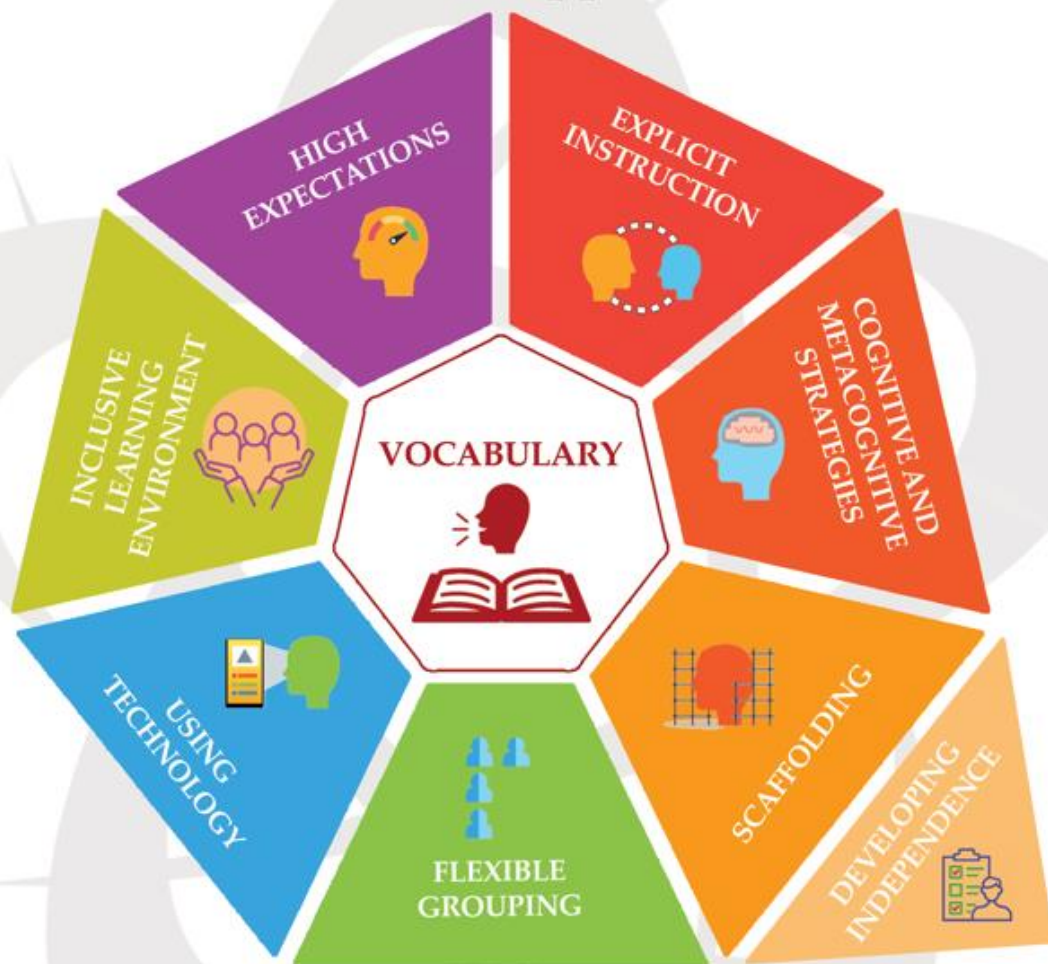 HIGH
EXPECTATIONS
EXPLICIT
INSTRUCTION
COGNITIVE AND
METACOGNITIVE
STRATEGIES
INCLUSIVE
LEARNING
ENVIRONMENT
VOCABULARY
USING
TECHNOLOGY
FLEXIBLE
GROUPING
SCAFFOLDING
DEVELOPING
INDEPENDENCE